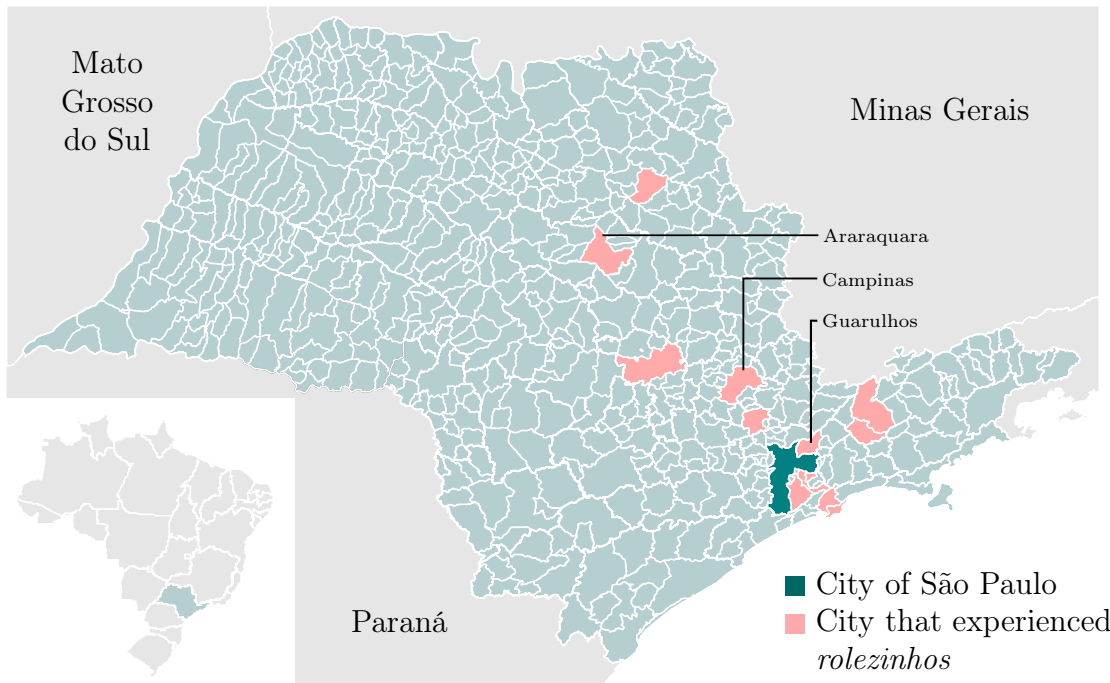 Mato
Grosso
do Sul
Minas Gerais
Araraquara
Campinas
Guarulhos
Paraná
City of São Paulo
City that experienced
rolezinhos